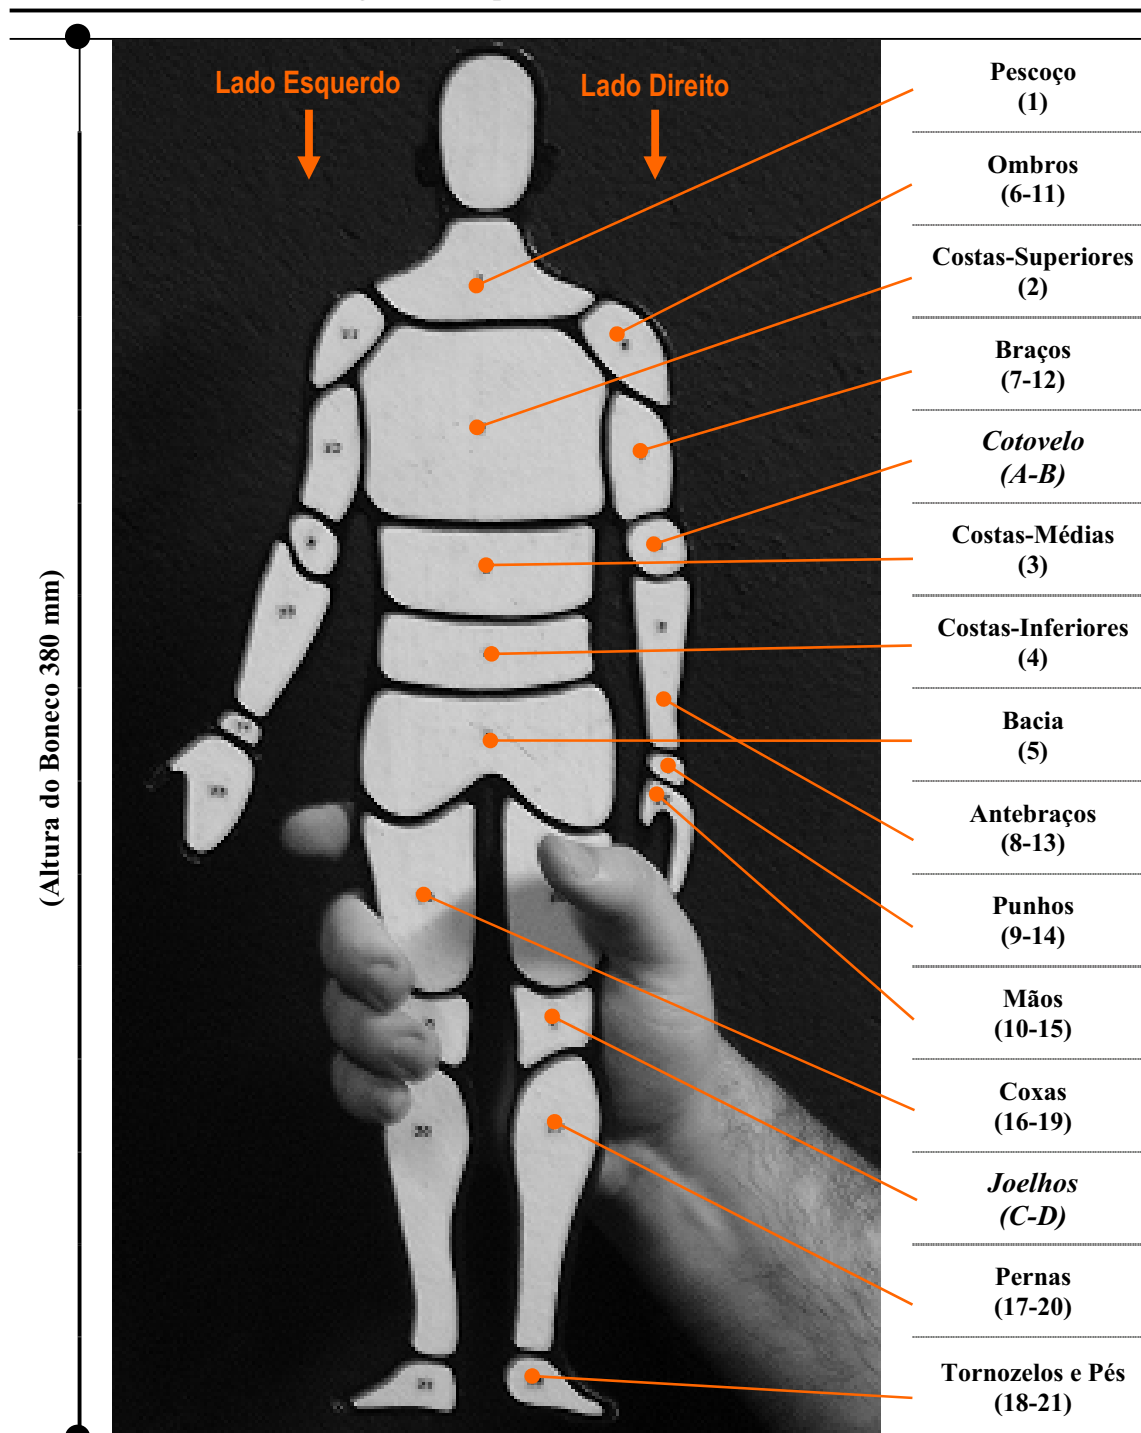 Lado Esquerdo
Lado Direito
Pescoço
(1)
Ombros
(6-11)
Costas-Superiores
(2)
Braços
(7-12)
Cotovelo
(A-B)
Costas-Médias
(3)
Costas-Inferiores
(4)
Bacia
(5)
Antebraços
(8-13)
Punhos
(9-14)
Mãos
(10-15)
Coxas
(16-19)
Joelhos
(C-D)
Pernas
(17-20)
Tornozelos e Pés
(18-21)
(Altura do Boneco 380 mm)